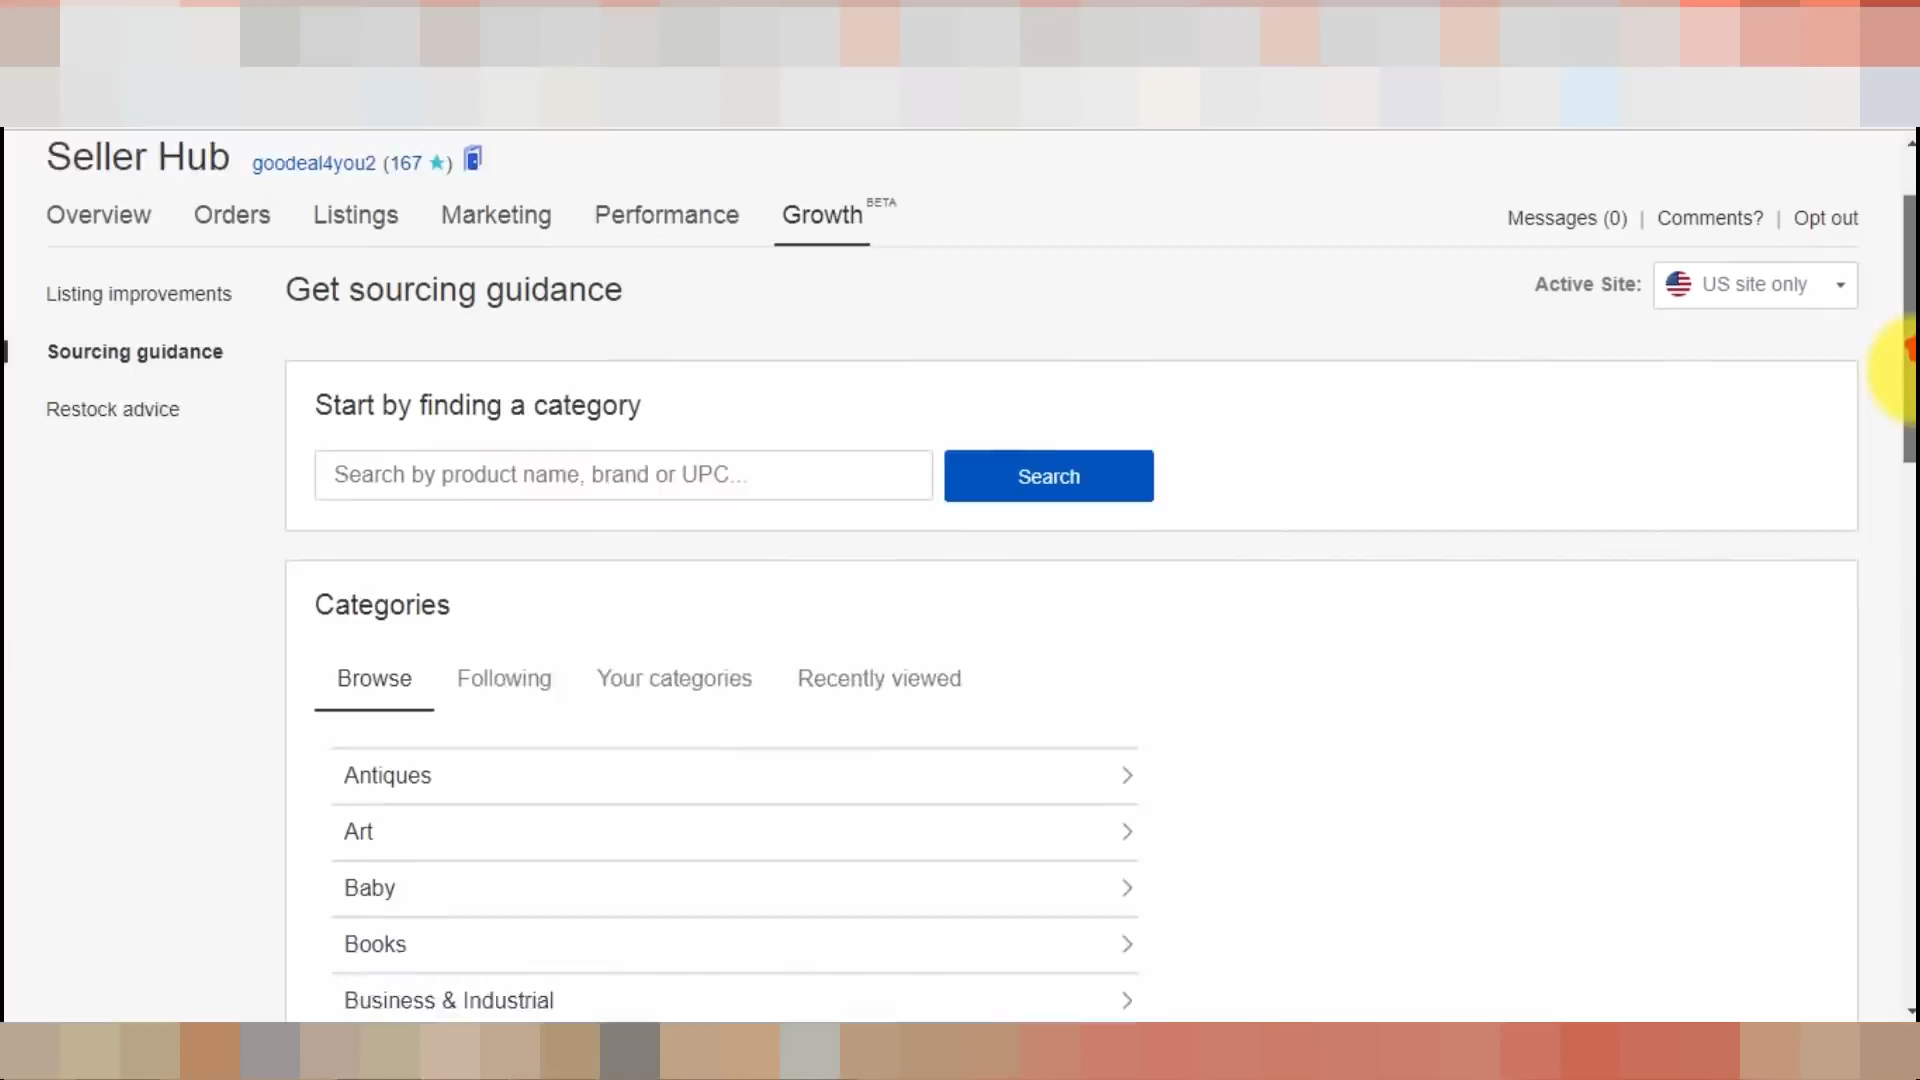 Seller Hub goodeal4you2 (167 ★)
Overview Orders Listings Marketing Performance Growth BETA
Messages (0) | Comments? | Opt out
Listing improvements
Sourcing guidance
Restock advice
Get sourcing guidance
Active Site: US site only
Start by finding a category
Search by product name, brand or UPC...
Search
Categories
Browse Following Your categories Recently viewed
Antiques
Art
Baby
Books
Business & Industrial